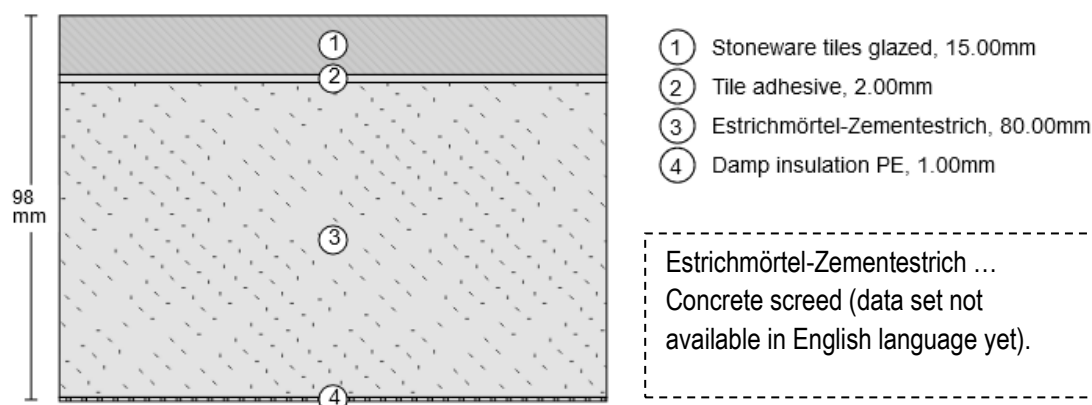 98
mm
1
2
3
4
1 Stoneware tiles glazed, 15.00mm
2 Tile adhesive, 2.00mm
3 Estrichmörtel-Zementestrich, 80.00mm
4 Damp insulation PE, 1.00mm
Estrichmörtel-Zementestrich …
Concrete screed (data set not
available in English language yet).